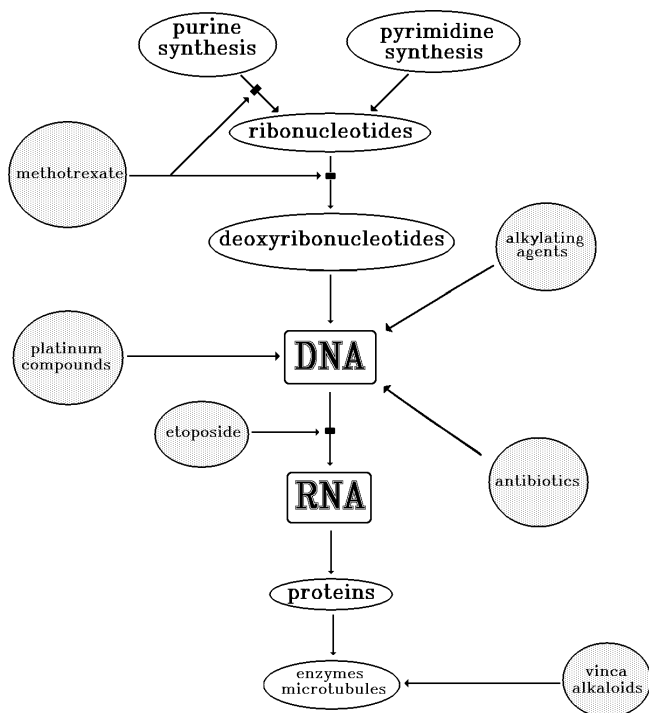 purine
synthesis
pyrimidine
synthesis
ribonucleotides
methotrexate
deoxyribonucleotides
alkylating
agents
platinum
compounds
DNA
etoposide
RNA
antibiotics
proteins
enzymes
microtubules
vinca
alkaloids